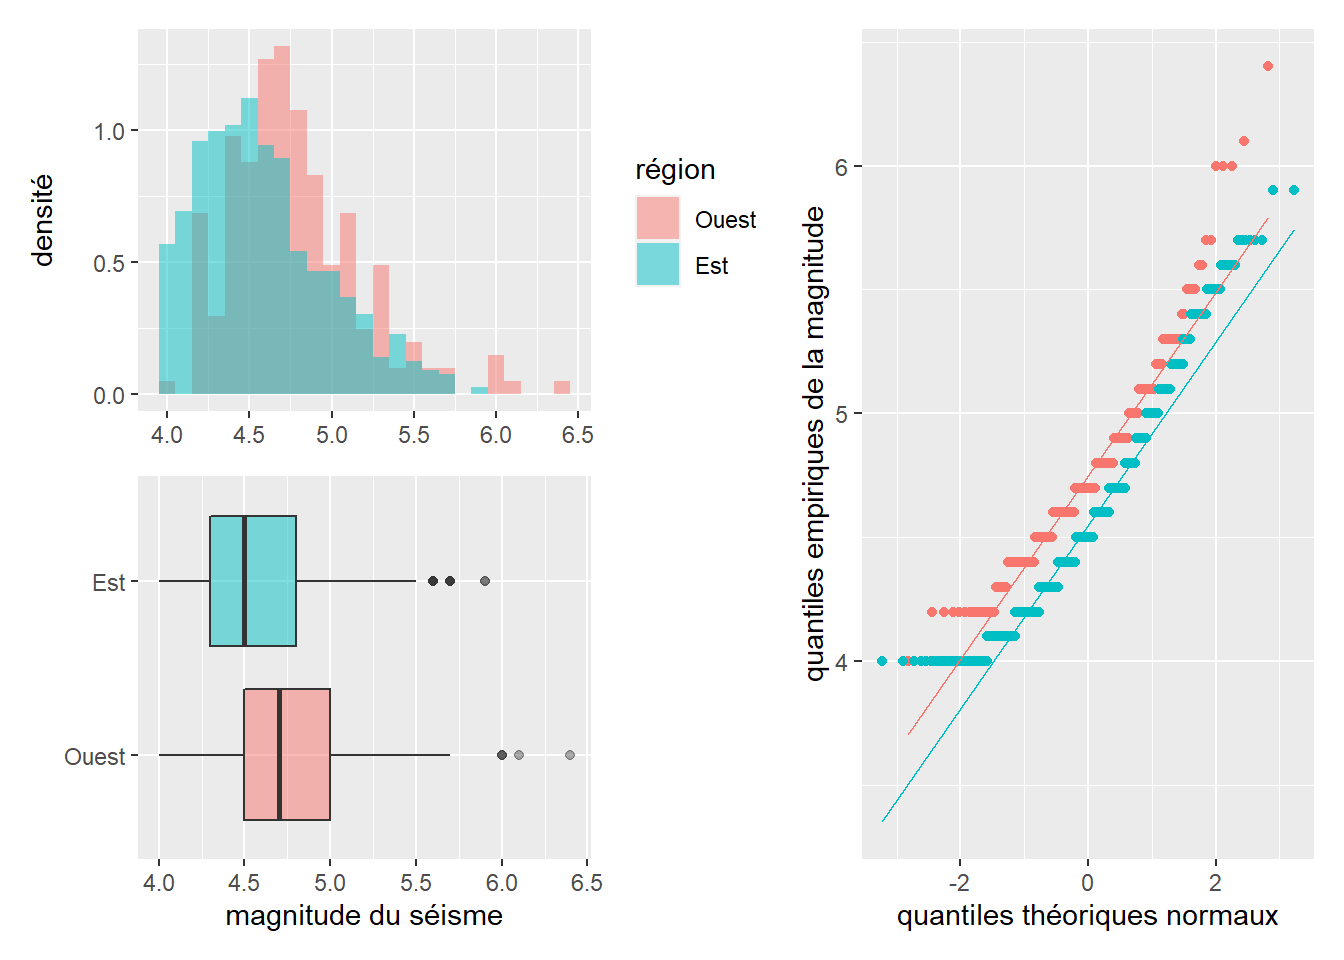 densité
1.0
0.5
0.0
4.0 4.5 5.0 5.5 6.0 6.5
région
Ouest
Est
Est
Ouest
4.0 4.5 5.0 5.5 6.0 6.5
magnitude du séisme
quantiles empiriques de la magnitude
6
5
4
-2 0 2
quantiles théoriques normaux